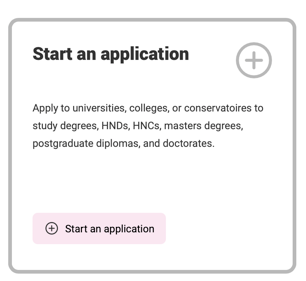 Start an application
Apply to universities, colleges, or conservatoires to
study degrees, HNDs, HNCs, masters degrees,
postgraduate diplomas, and doctorates.
Start an application